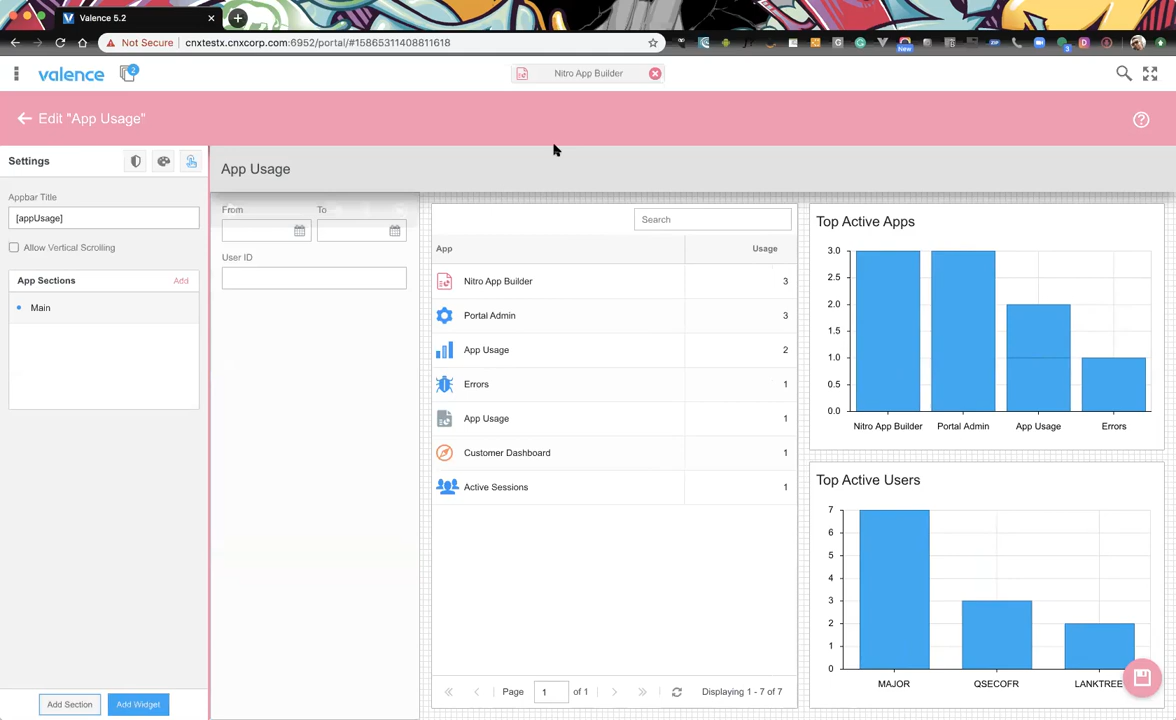 Valence 5.2
Not Secure
cnxtestx.cnxcorp.com:6952/portal/#15865311408811618
New
3
valence
2
Nitro App Builder
Edit "App Usage"
Settings
Appbar Title
[appUsage]
Allow Vertical Scrolling
App Sections
Add
Main
Add Section
Add Widget
App Usage
From
To
User ID
Search
App
Usage
Nitro App Builder
3
Portal Admin
3
App Usage
2
Errors
1
App Usage
1
Customer Dashboard
1
Active Sessions
1
Page
1
of 1
Displaying 1 - 7 of 7
Top Active Apps
3.0
2.5
2.0
1.5
1.0
0.5
0.0
Nitro App Builder
Portal Admin
App Usage
Errors
Top Active Users
7
6
5
4
3
2
1
0
MAJOR
QSECOFR
LANKTREE